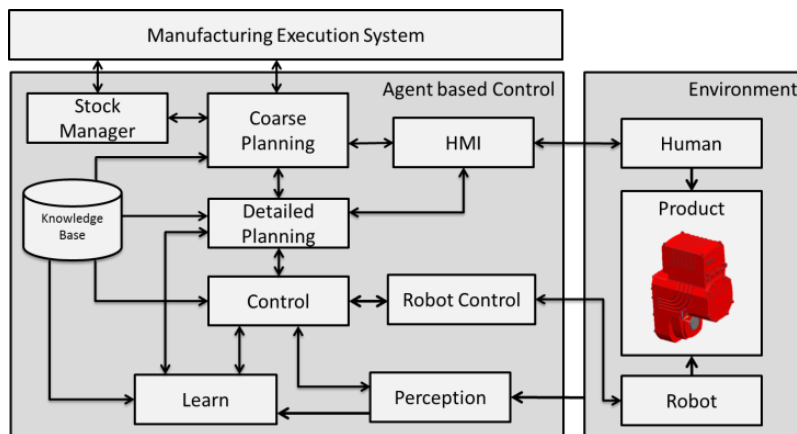 Manufacturing Execution System
Agent based Control
Environment
Stock
Manager
Coarse
Planning
HMI
Human
Knowledge
Base
Detailed
Planning
Product
Control
Robot Control
Learn
Perception
Robot